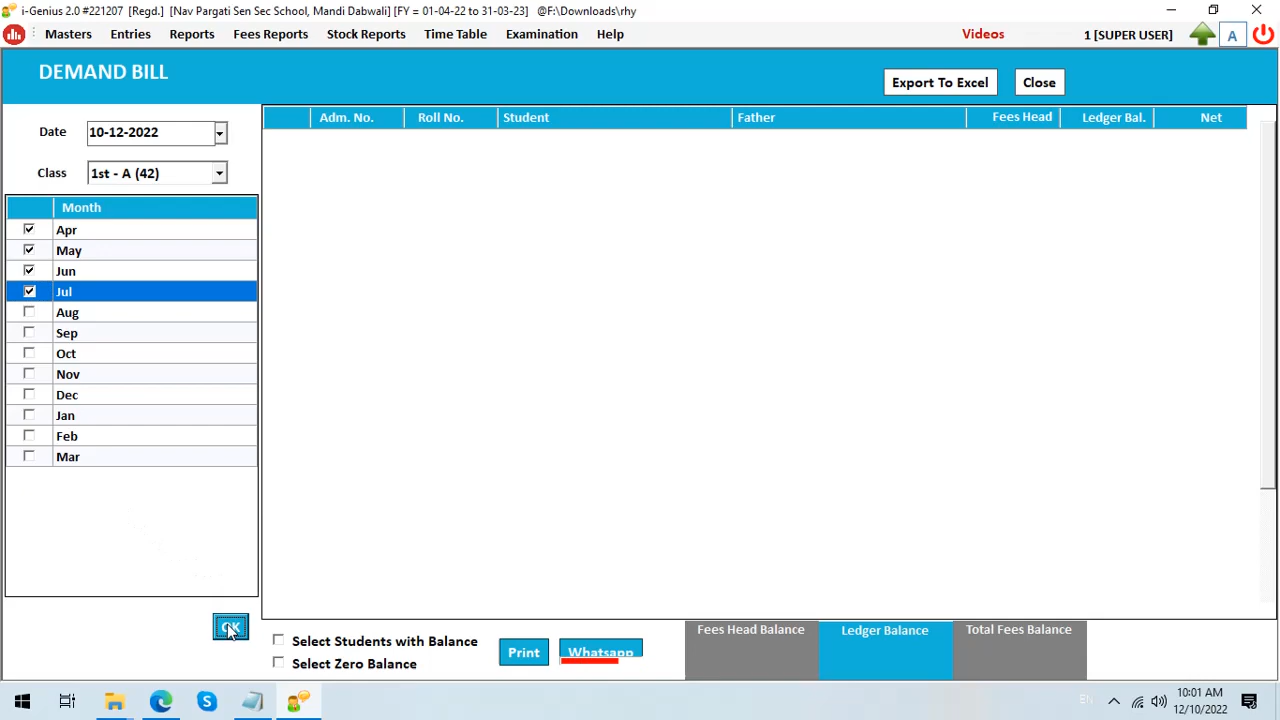 i-Genius 2.0 #221207 [Regd.] [Nav Pargati Sen Sec School, Mandi Dabwali] [FY = 01-04-22 to 31-03-23] @F:\Downloads\rhy
Masters Entries Reports Fees Reports Stock Reports Time Table Examination Help Videos 1 [SUPER USER] A
DEMAND BILL
Export To Excel Close
Date 10-12-2022
Class 1st - A (42)
Month
Apr
May
Jun
Jul
Aug
Sep
Oct
Nov
Dec
Jan
Feb
Mar
OK
Adm. No. Roll No. Student Father Fees Head Ledger Bal. Net
Select Students with Balance
Select Zero Balance
Print Whatsapp
Fees Head Balance Ledger Balance Total Fees Balance
EN
10:01 AM
12/10/2022